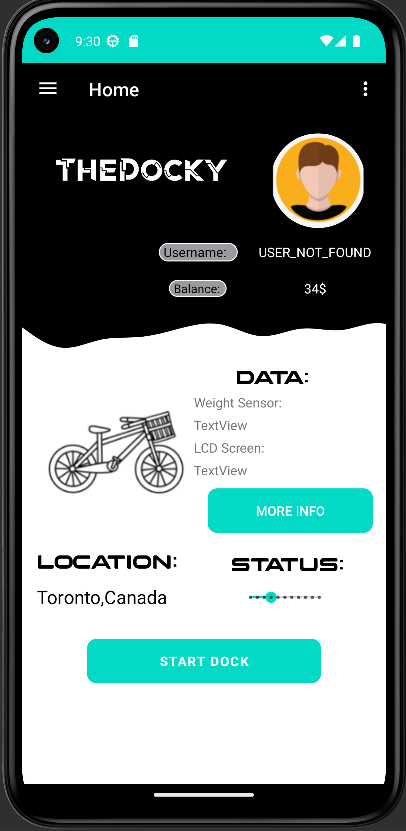 9:30
Home
THEDOCKY
Username: USER_NOT_FOUND
Balance: 34$
DATA:
Weight Sensor:
TextView
LCD Screen:
TextView
MORE INFO
LOCATION: STATUS:
Toronto,Canada
START DOCK